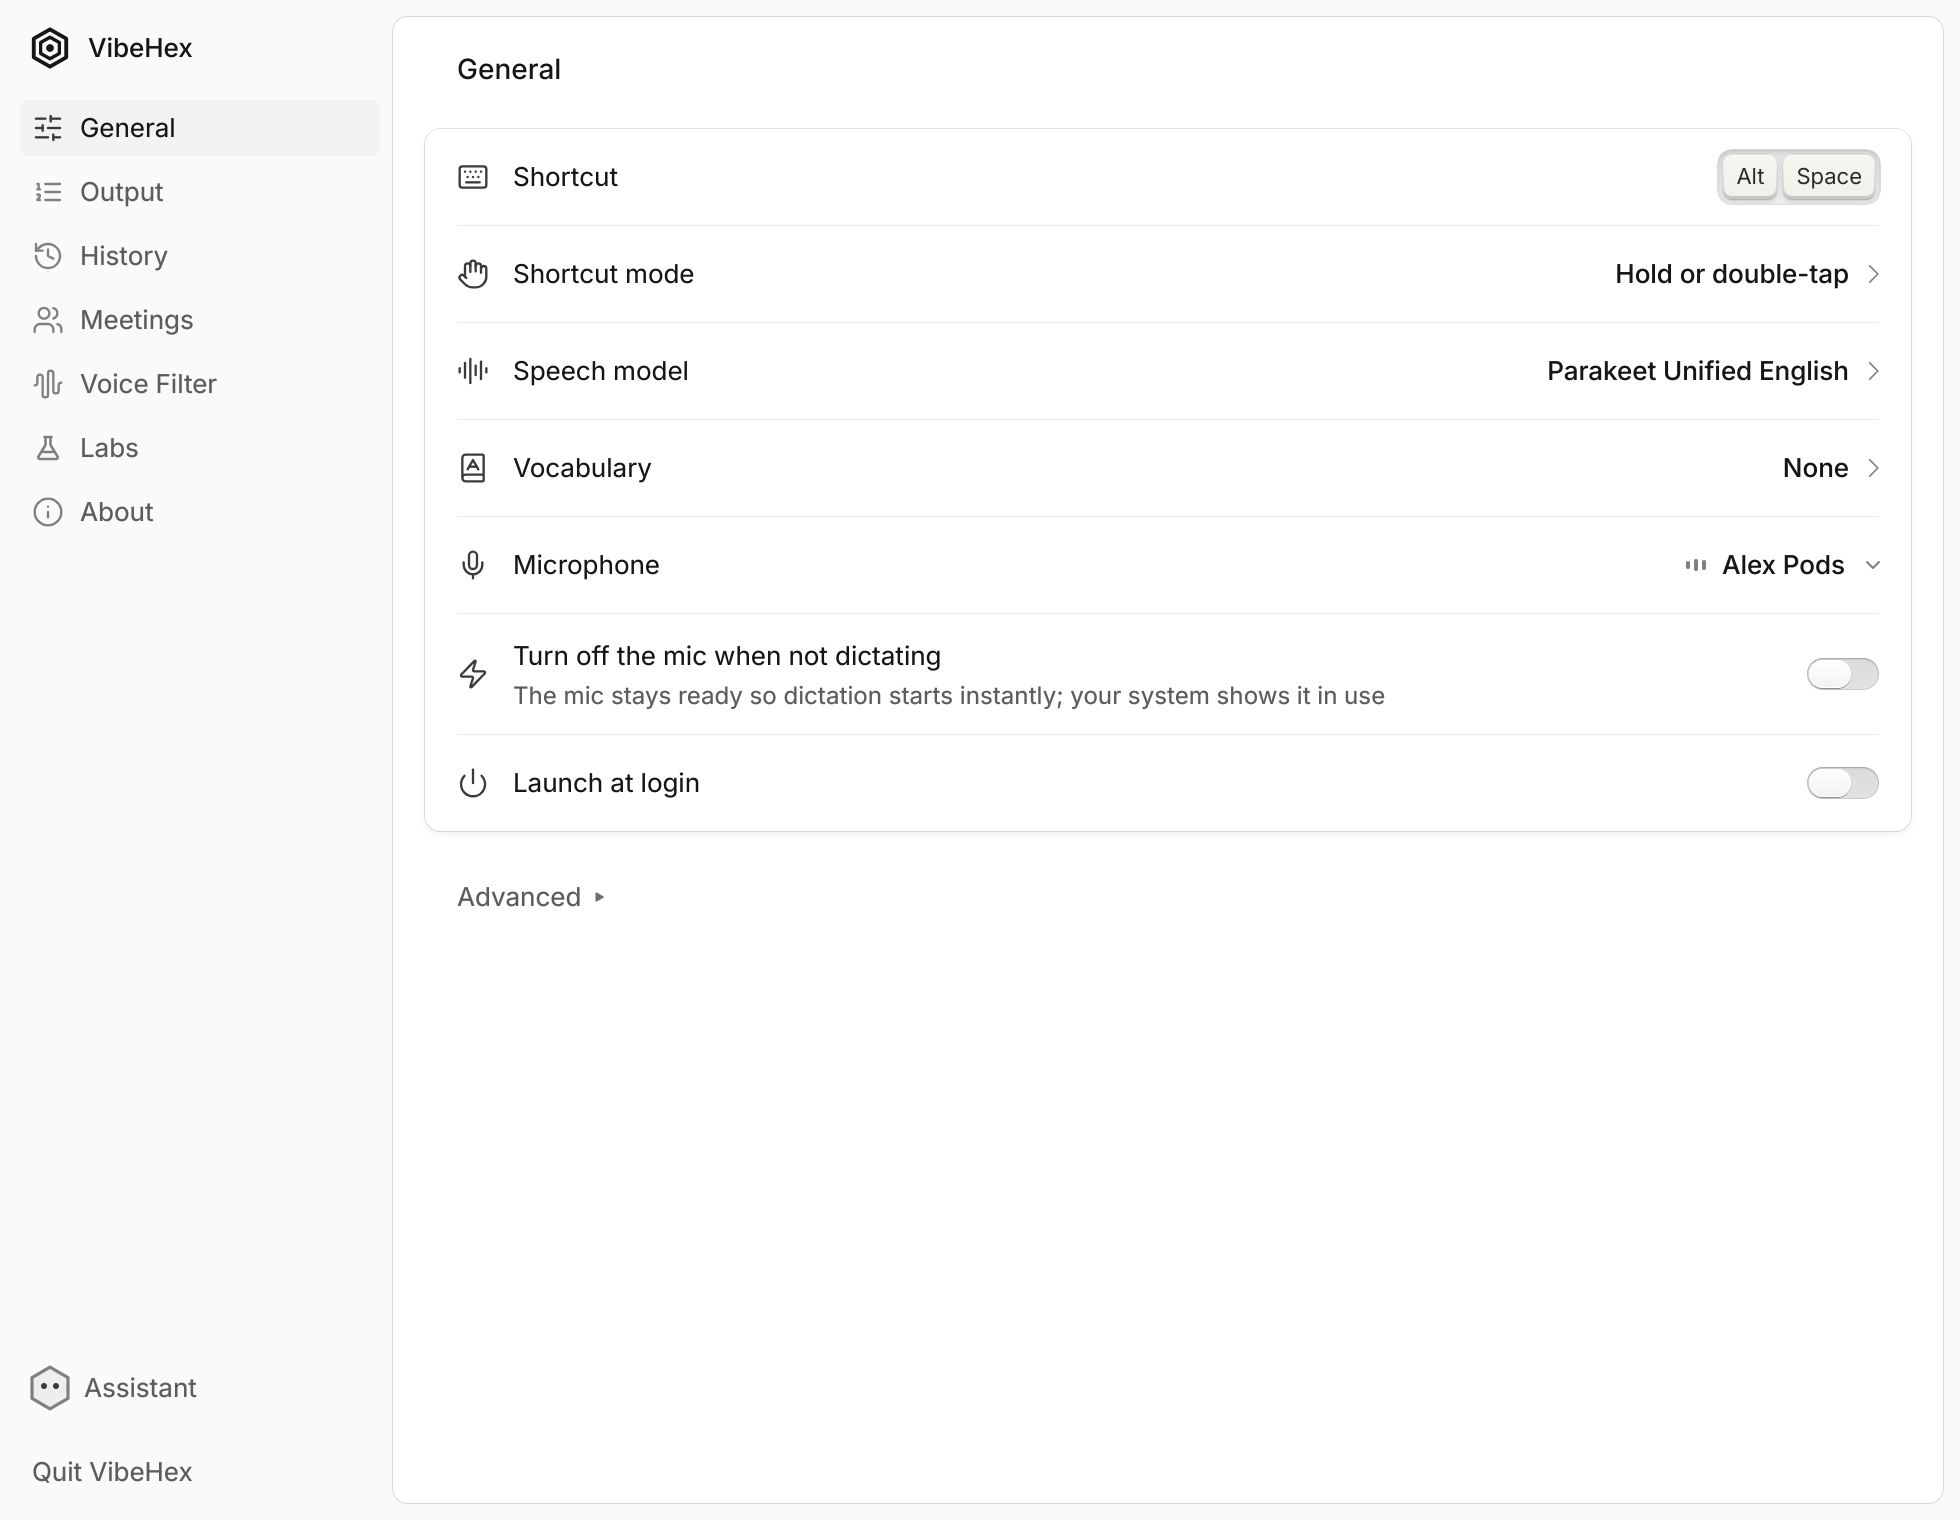 VibeHex
General
Output
History
Meetings
Voice Filter
Labs
About
Assistant
Quit VibeHex
General
Shortcut Alt Space
Shortcut mode Hold or double-tap
Speech model Parakeet Unified English
Vocabulary None
Microphone Alex Pods
Turn off the mic when not dictating
The mic stays ready so dictation starts instantly; your system shows it in use
Launch at login
Advanced